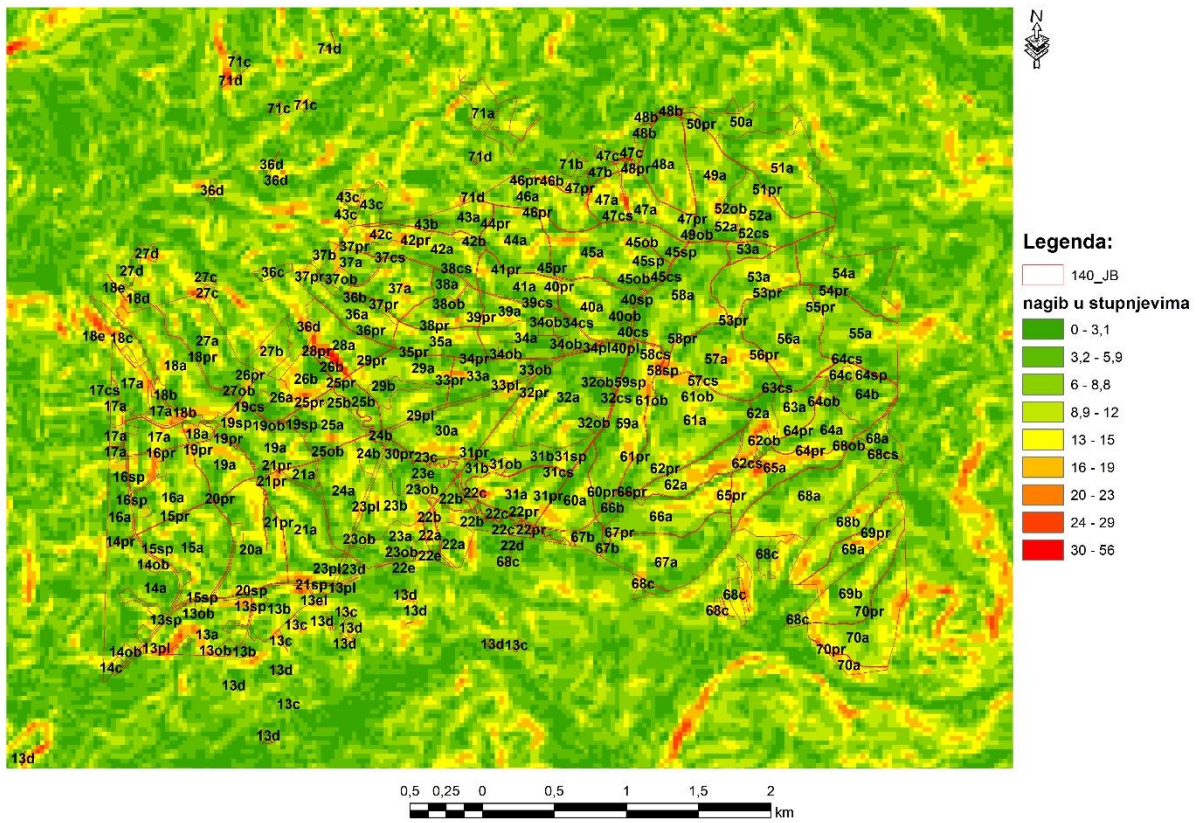 71d
N
71c
71d
71c 71c
71a
48b 48b
50pr 50a
48b
71d 71b 47c 47c
47b 48pr 48a
51a
36d
36d
46pr 46b
47pr
49a
51pr
36d
43c 43c
71d 46a
47a 47a
52ob
43c
43b 43a 44pr
46pr
47cs
47pr 52a 52a
42c 42pr 42b 44a
49ob 52cs
37pr 42a
45a 45ob 45sp
53a
27d
37b 37a 37cs
38cs 41pr 45pr
45sp
Legenda:
27d 27c
36c 37pr 37ob
38a
45ob 45cs
53a 54a
140_JB
18e 27c
37a
41a 40pr
58a 53pr 54pr
nagib u stupnjevima
18d
36b 37pr 38ob 39cs
40sp
55pr
0 - 3,1
36a
39pr 39a 40a 40ob
53pr
3,2 - 5,9
18e 18c
36d 36pr 38pr
34ob 34cs
40cs 58pr
56a 55a
6 - 8,8
27a
28a 35a
34a 34ob 34pl 40pl
8,9 - 12
18pr 27b 28pr
29pr 35pr 34pr 34ob
58cs 57a 56pr 64cs
13 - 15
18a
26b
29a 33ob
58sp
64c 64sp
16 - 19
17a 26pr 26b 25pr 29b
33pr 33a 33pl
32ob 59sp 57cs
63cs
20 - 23
17cs 18b 27ob 26a
32pr 32a 32cs 61ob 61ob
64b
24 - 29
17a 17a 18b 19cs 25pr 25b 25b
29pl
62a 63a 64ob
30 - 56
19sp 19ob 19sp 25a
30a
32ob 59a 61a
17a 17a 18a 19pr
24b
64pr 64a
68a
17a 16pr 19pr 19a 25ob 24b 30pr 23c
31pr
31b 31sp 61pr
62ob
64pr 68ob
68cs
19a 21pr
31b 31ob
31cs
62pr 62cs 65a
16sp 21pr 21a
23e
62a
16sp 16a 20pr
24a 23ob 22b 22c
31a 31pr 60a 60pr 66pr
65pr 68a
16a 15pr
23pl 23b
22c 22pr
66b
21pr 21a
22b 22b
66a
68b
14pr
23ob 23a 22a
22c 22pr
67b 67pr
69pr
15sp 15a 20a
23ob 22e 22a
22d
67b
69a
14ob
23pl 23d 22e
68c
67a
68c
14a
20sp 21sp 13pl
68c
15sp
13d
68c
69b
13sp 13ob
13sp 13b 13el
13c
13d
68c
70pr
13c 13d
13d
68c
13a
70a
14ob 13pl 13ob 13b 13c
13d
13d 13c
70pr
14c
13d
70a
13d
13c
13d
13d
0,5 0,25 0 0,5 1 1,5 2
km